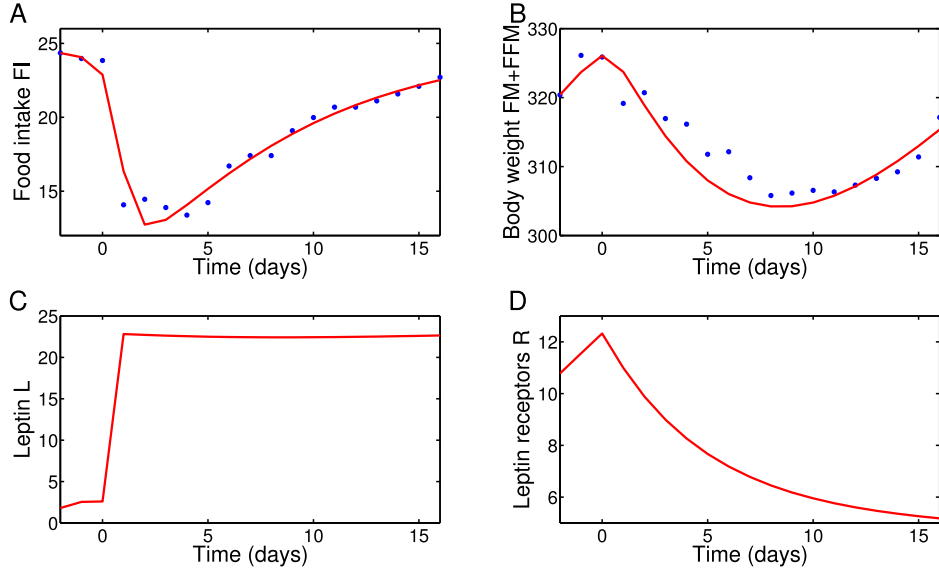 A
Food intake FI
25
15
0
5
10
15
Time (days)
B
Body weight FM+FFM
330
320
310
300
0
5
10
15
Time (days)
C
Leptin L
25
20
15
10
5
0
0
5
10
15
Time (days)
D
Leptin receptors R
12
10
8
6
0
5
10
15
Time (days)